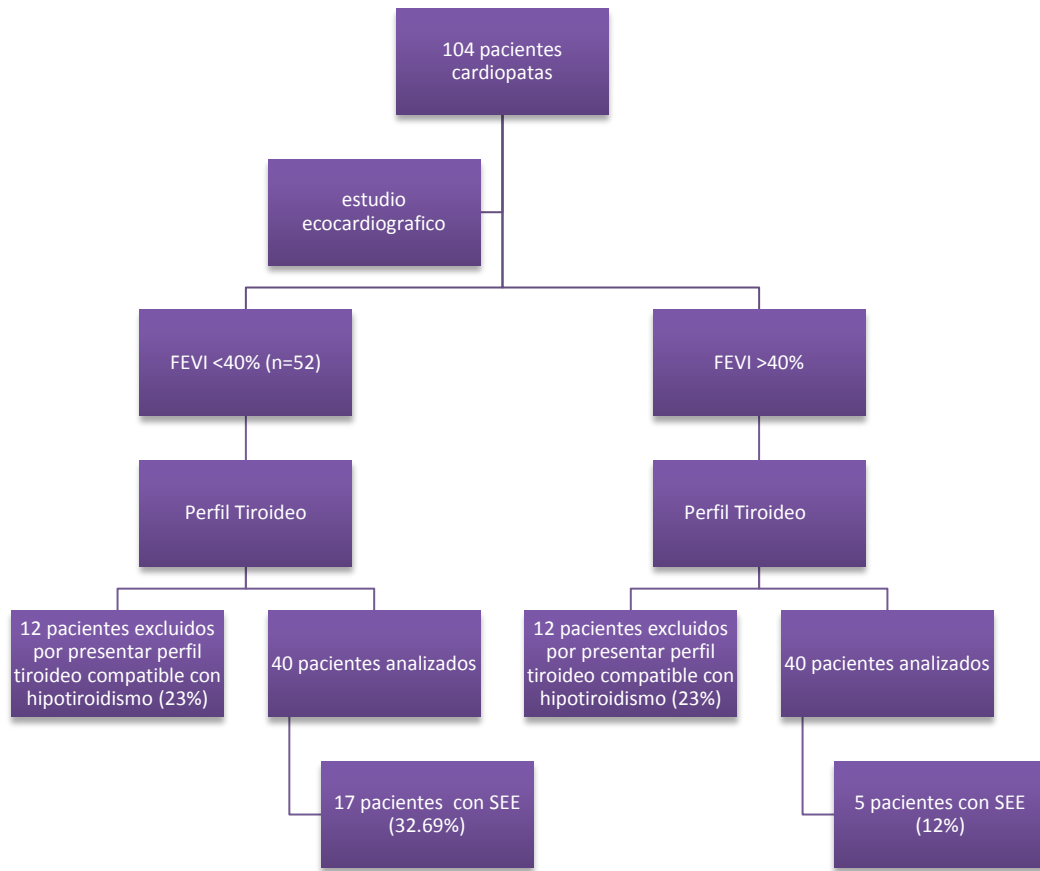 104 pacientes
cardiopatas
estudio
ecocardiografico
FEVI <40% (n=52)
FEVI >40%
Perfil Tiroideo
Perfil Tiroideo
12 pacientes excluidos
por presentar perfil
tiroideo compatible con
hipotiroidismo (23%)
40 pacientes analizados
12 pacientes excluidos
por presentar perfil
tiroideo compatible con
hipotiroidismo (23%)
40 pacientes analizados
17 pacientes con SEE
(32.69%)
5 pacientes con SEE
(12%)